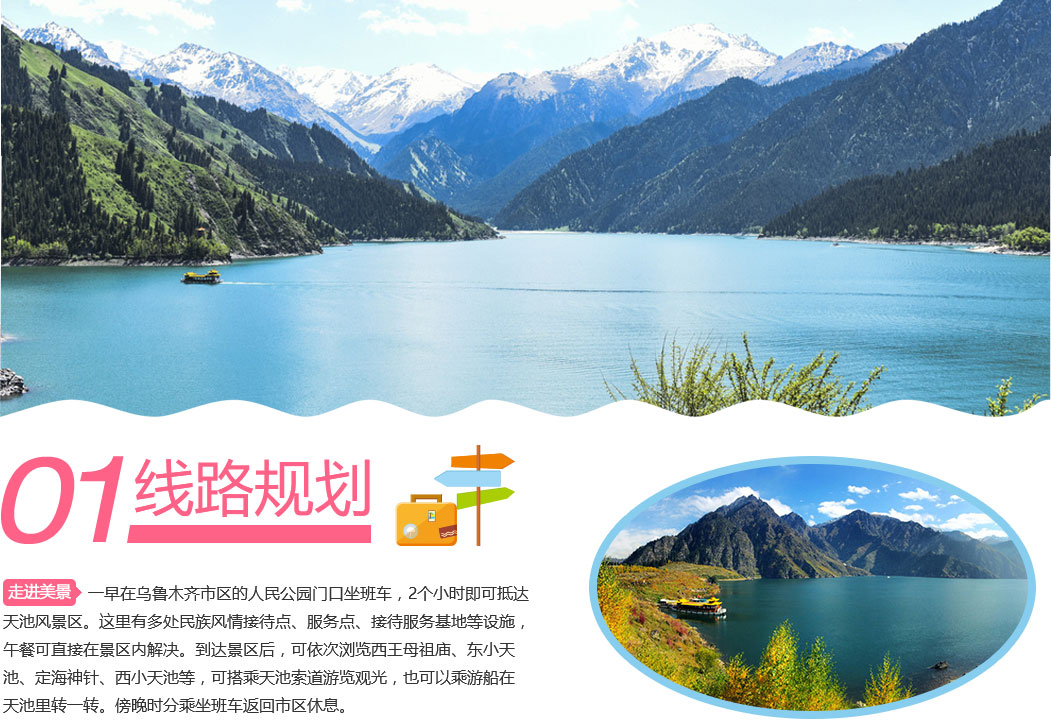 01线路规划
走进美景 一早在乌鲁木齐市区的人民公园门口坐班车，2个小时即可抵达
天池风景区。这里有多处民族风情接待点、服务点、接待服务基地等设施，
午餐可直接在景区内解决。到达景区后，可依次浏览西王母祖庙、东小天
池、定海神针、西小天池等，可搭乘天池索道游览观光，也可以乘游船在
天池里转一转。傍晚时分乘坐班车返回市区休息。